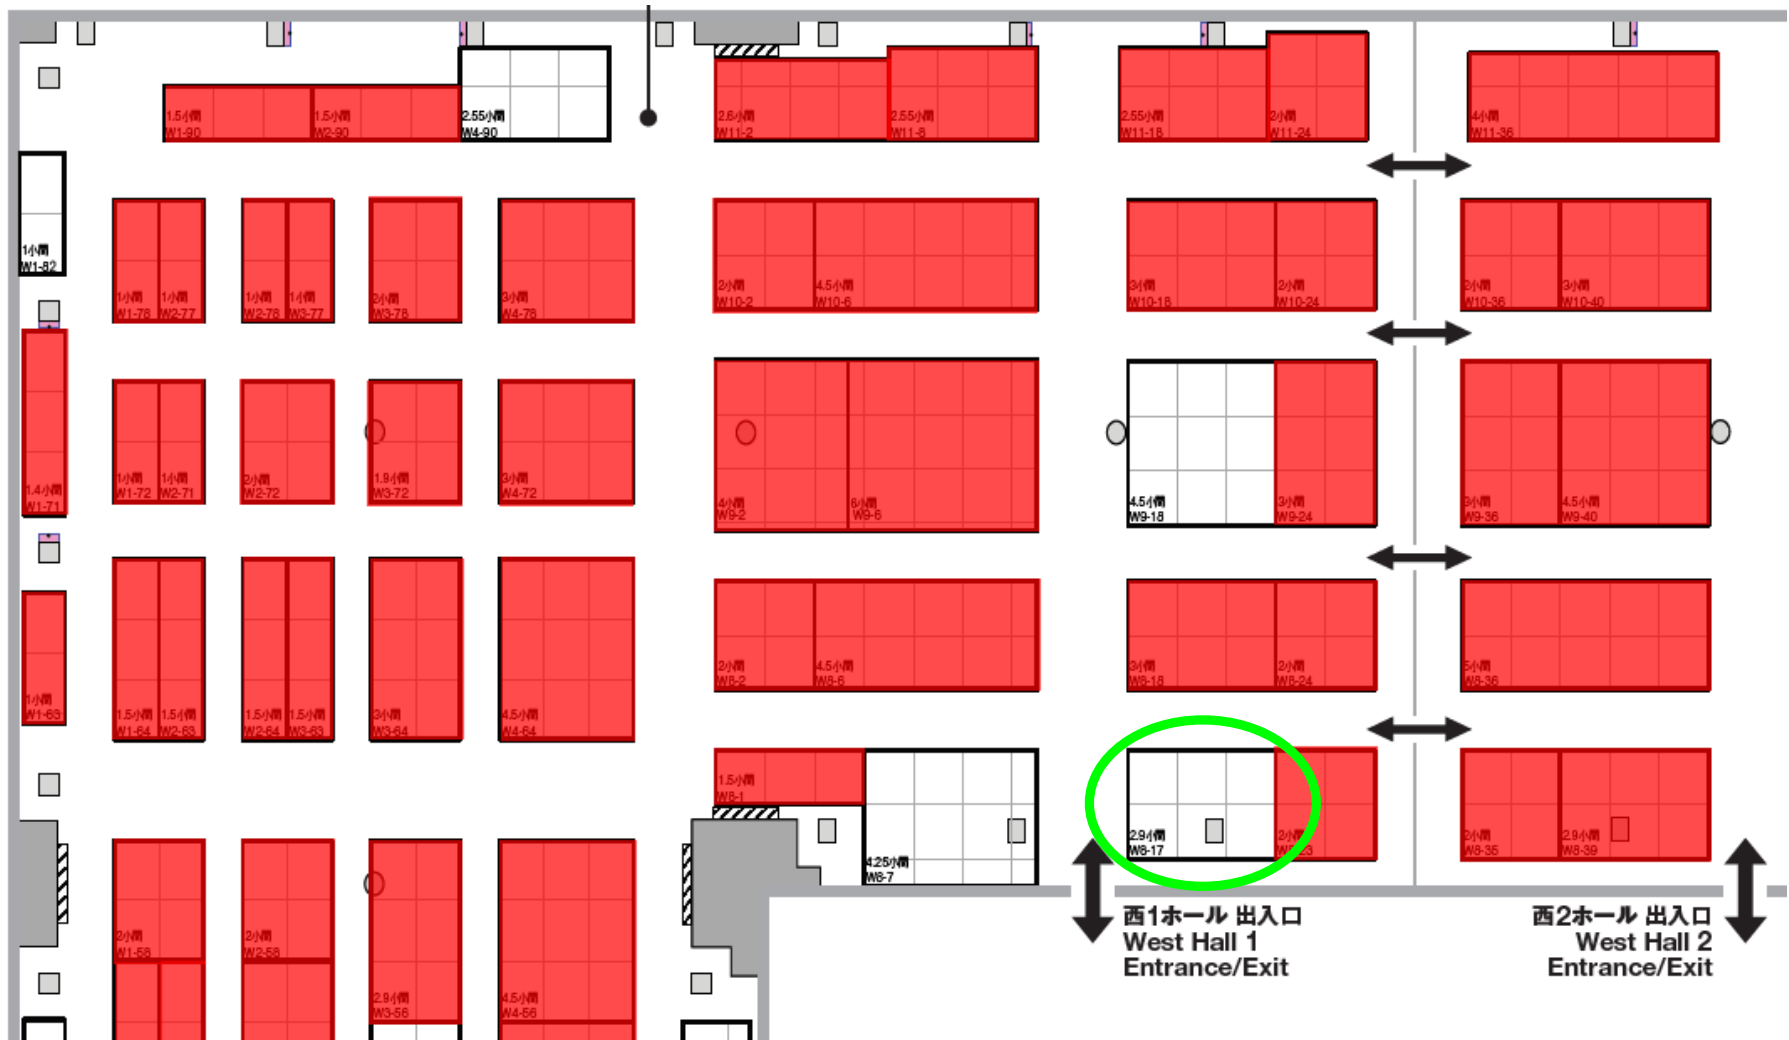 1.5小間
W1-90
1.5小間
W2-90
2.55小間
W4-90
2.6小間
W11-2
2.55小間
W11-8
2.55小間
W11-18
2小間
W11-24
4小間
W11-36
1小間
W1-82
1小間
W1-78
1小間
W2-77
1小間
W2-78
1小間
W3-77
2小間
W3-78
3小間
W4-78
2小間
W10-2
4.5小間
W10-6
3小間
W10-18
2小間
W10-24
2小間
W10-36
3小間
W10-40
1.4小間
W1-71
1小間
W1-72
1小間
W2-71
2小間
W2-72
1.9小間
W3-72
3小間
W4-72
4小間
W9-2
6小間
W9-6
4.5小間
W9-18
3小間
W9-24
3小間
W9-36
4.5小間
W9-40
1小間
W1-63
1.5小間
W1-64
1.5小間
W2-63
1.5小間
W2-64
1.5小間
W3-63
3小間
W3-64
4.5小間
W4-64
2小間
W8-2
4.5小間
W8-6
3小間
W8-18
2小間
W8-24
5小間
W8-36
1.5小間
W8-1
4.25小間
W8-7
2.9小間
W8-17
2小間
W8-23
2小間
W8-35
2.9小間
W8-39
2小間
W1-58
2小間
W2-58
2.9小間
W3-56
4.5小間
W4-56
西1ホール 出入口
West Hall 1
Entrance/Exit
西2ホール 出入口
West Hall 2
Entrance/Exit